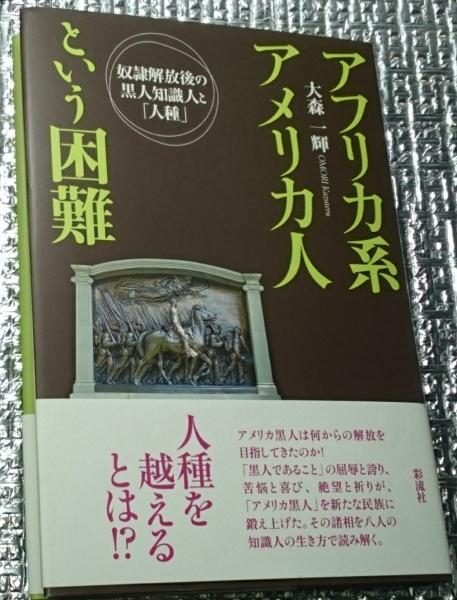 アフリカ系
アメリカ人
という困難
大森 一輝 OMORI Kazuteru
奴隷解放後の
黒人知識人と
「人種」
人種を
越える
とは!?
アメリカ黒人は何からの解放を
目指してきたのか!
「黒人であること」の屈辱と誇り、
苦悩と喜び、絶望と祈りが、
「アメリカ黒人」を新たな民族に
鍛え上げた。その諸相を八人の
知識人の生き方で読み解く。
彩流社